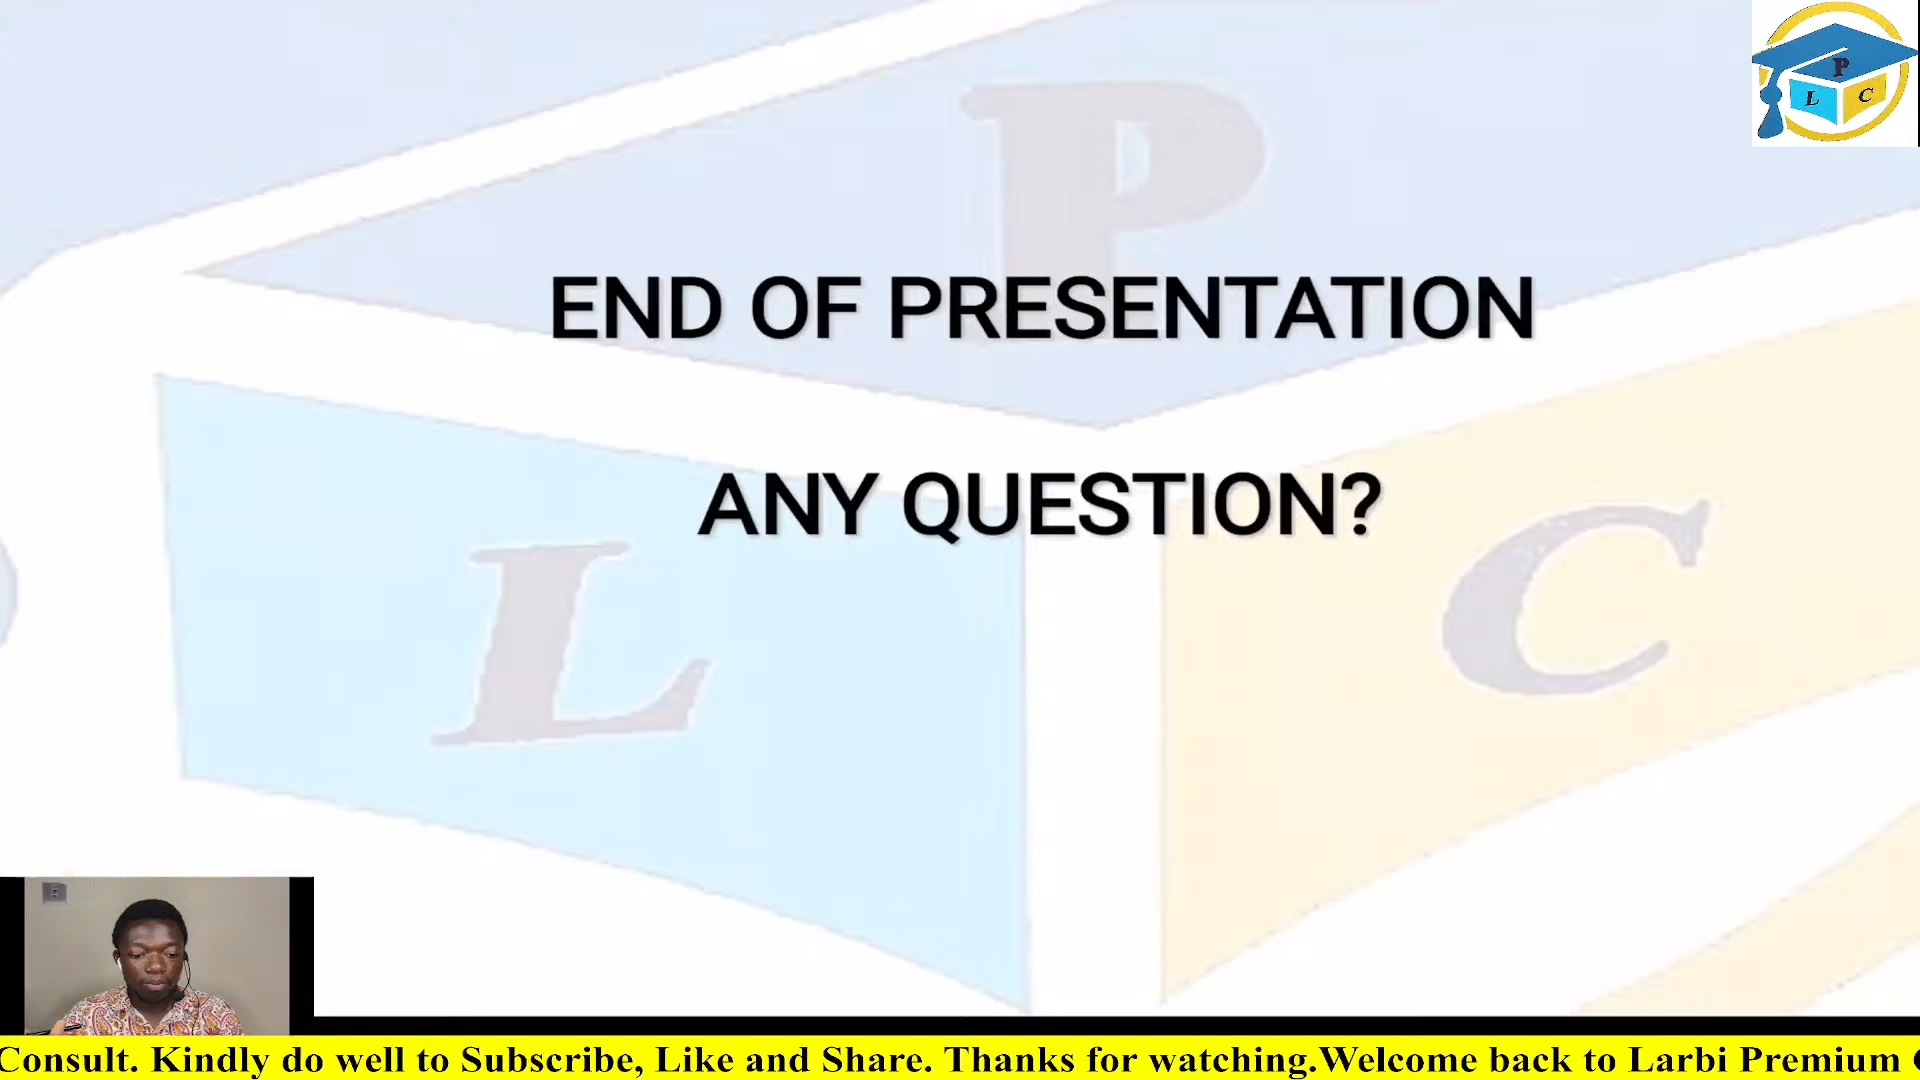 P
L C
P
END OF PRESENTATION
ANY QUESTION?
L
C
Consult. Kindly do well to Subscribe, Like and Share. Thanks for watching.Welcome back to Larbi Premium